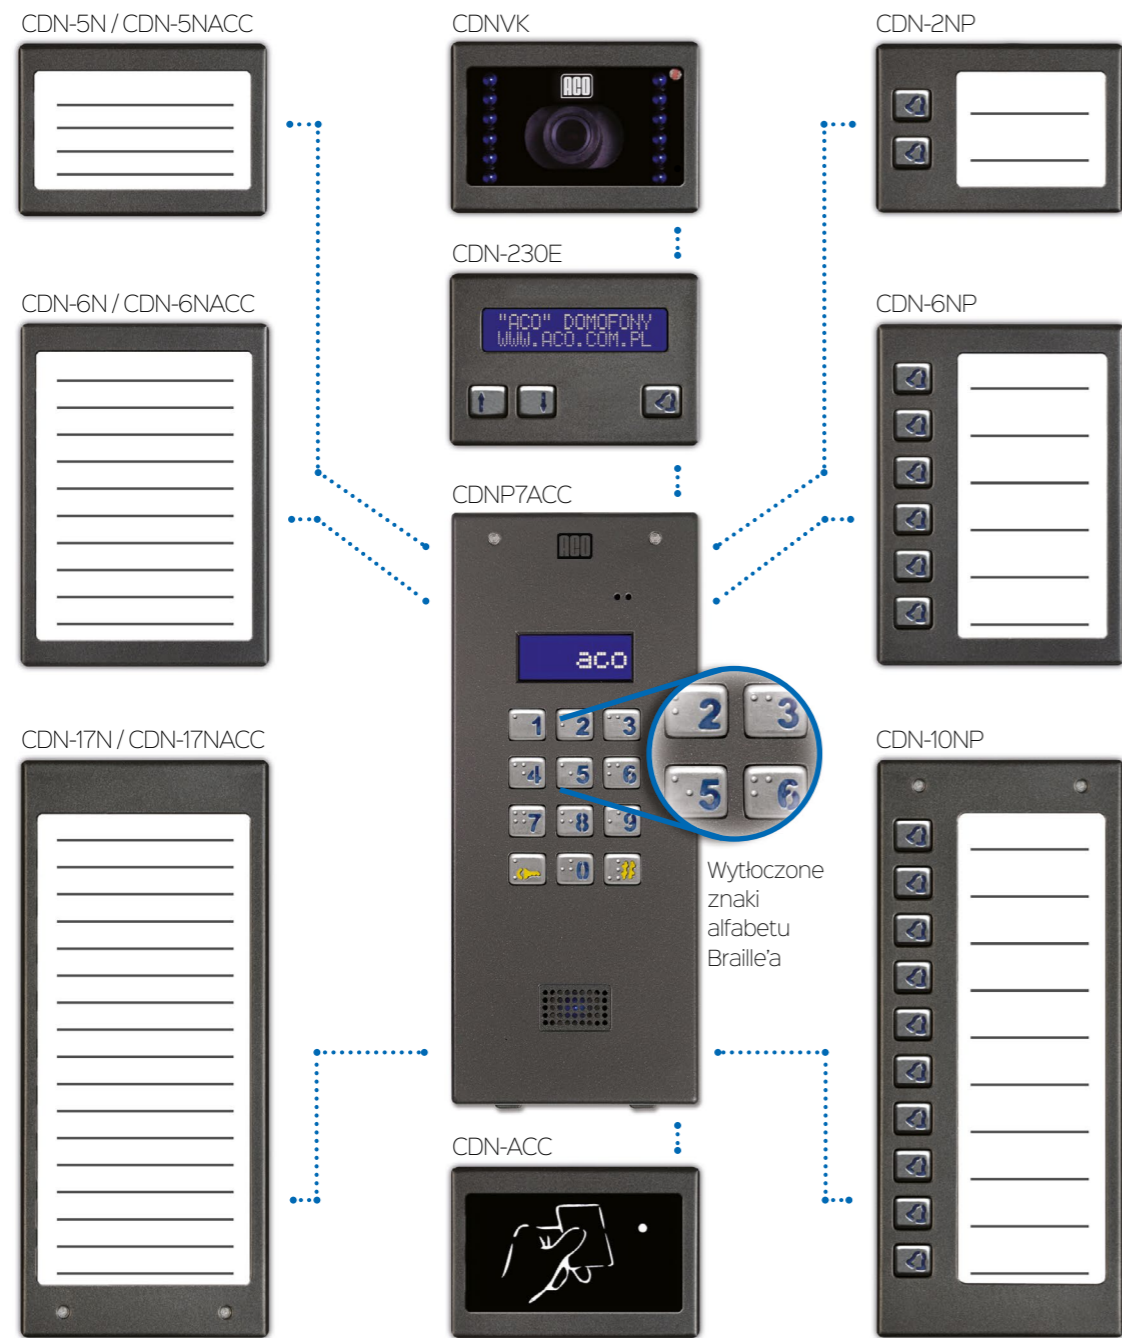 CDN-5N / CDN-5NACC
CDNVK
CDN-2NP
ACO
CDN-230E
"ACO" DOMOFONY
WWW.ACO.COM.PL
CDN-6N / CDN-6NACC
CDN-6NP
CDNP7ACC
ACO
aco
1 2 3
4 5 6
7 8 9
0
2 3
5 6
CDN-17N / CDN-17NACC
CDN-10NP
Wytłoczone
znaki
alfabetu
Braille'a
CDN-ACC